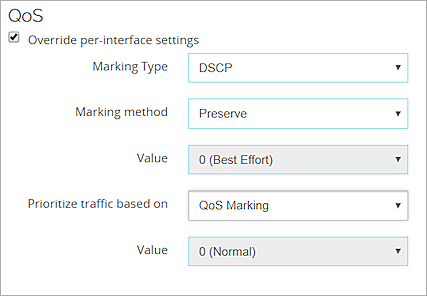 QoS
Override per-interface settings
Marking Type DSCP
Marking method Preserve
Value 0 (Best Effort)
Prioritize traffic based on QoS Marking
Value 0 (Normal)